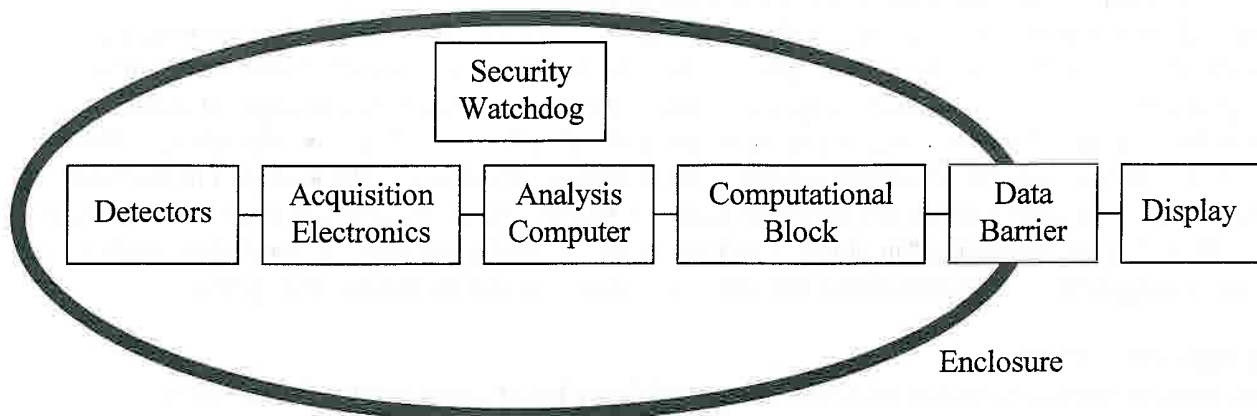 Security
Watchdog
Detectors
Acquisition
Electronics
Analysis
Computer
Computational
Block
Data
Barrier
Display
Enclosure